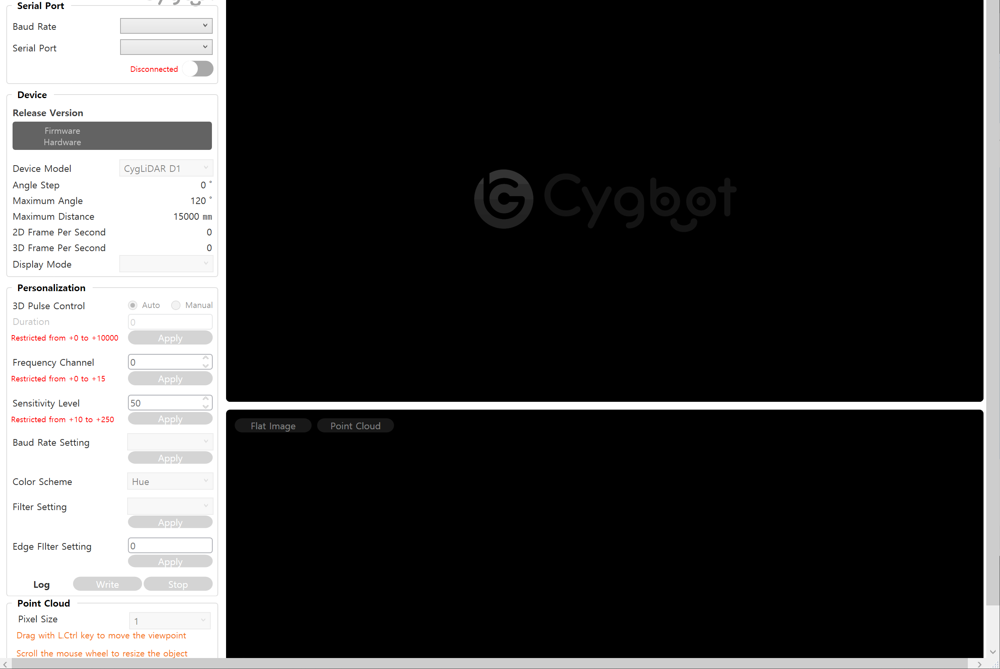 Serial Port
Baud Rate
Serial Port
Disconnected
Device
Release Version
Firmware
Hardware
Device Model CygLiDAR D1
Angle Step 0 °
Maximum Angle 120 °
Maximum Distance 15000 mm
2D Frame Per Second 0
3D Frame Per Second 0
Display Mode
Personalization
3D Pulse Control Auto Manual
Duration 0
Restricted from +0 to +10000 Apply
Frequency Channel 0
Restricted from +0 to +15 Apply
Sensitivity Level 50
Restricted from +10 to +250 Apply
Baud Rate Setting
Apply
Color Scheme Hue
Filter Setting
Apply
Edge FIlter Setting 0
Apply
Log Write Stop
Point Cloud
Pixel Size 1
Drag with L.Ctrl key to move the viewpoint
Scroll the mouse wheel to resize the object
Cygbot
Flat Image Point Cloud